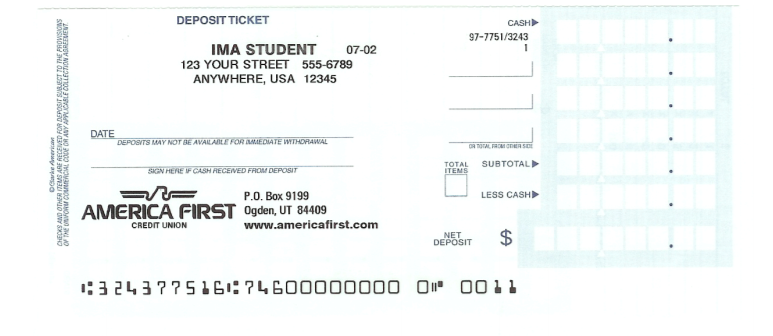 DEPOSIT TICKET
IMA STUDENT 07-02
123 YOUR STREET 555-6789
ANYWHERE, USA 12345
CASH
97-7751/3243
1
DATE
DEPOSITS MAY NOT BE AVAILABLE FOR IMMEDIATE WITHDRAWAL
OR TOTAL FROM OTHER SIDE
SIGN HERE IF CASH RECEIVED FROM DEPOSIT
TOTAL ITEMS
SUBTOTAL
LESS CASH
NET DEPOSIT $
AMERICA FIRST
CREDIT UNION
P.O. Box 9199
Ogden, UT 84409
www.americafirst.com
⑆324377516⑆74600000000 0⑈ 0011
© Clarke American
CHECKS AND OTHER ITEMS ARE RECEIVED FOR DEPOSIT SUBJECT TO THE PROVISIONS
OF THE UNIFORM COMMERCIAL CODE OR ANY APPLICABLE COLLECTION AGREEMENT.